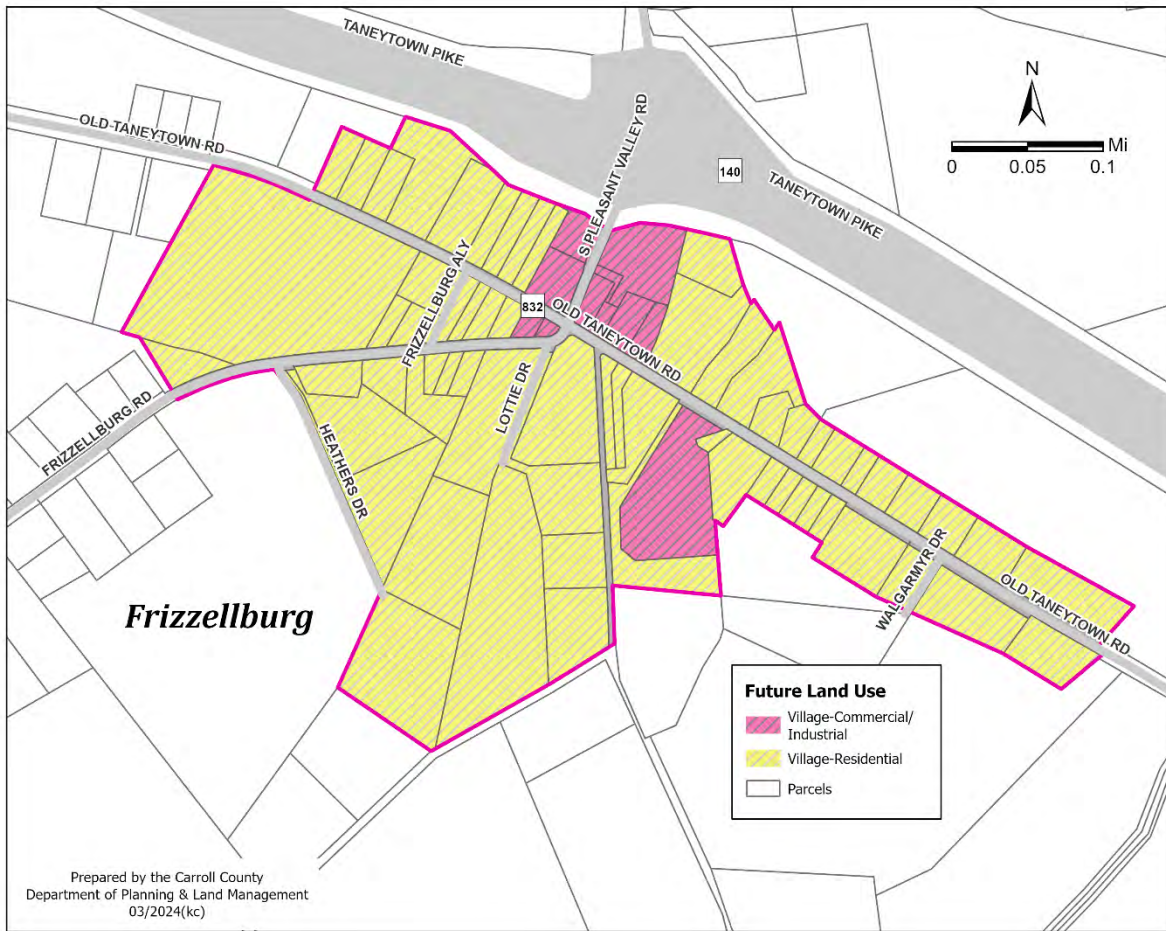 TANEYTOWN PIKE
OLD TANEYTOWN RD
S PLEASANT VALLEY RD
140
TANEYTOWN PIKE
N
Mi
0 0.05 0.1
FRIZZELLBURG ALY
832
OLD TANEYTOWN RD
LOTTIE DR
FRIZZELLBURG RD
HEATHERS DR
WALGARMYR DR
OLD TANEYTOWN RD
Frizzellburg
Future Land Use
Village-Commercial/
Industrial
Village-Residential
Parcels
Prepared by the Carroll County
Department of Planning & Land Management
03/2024(kc)